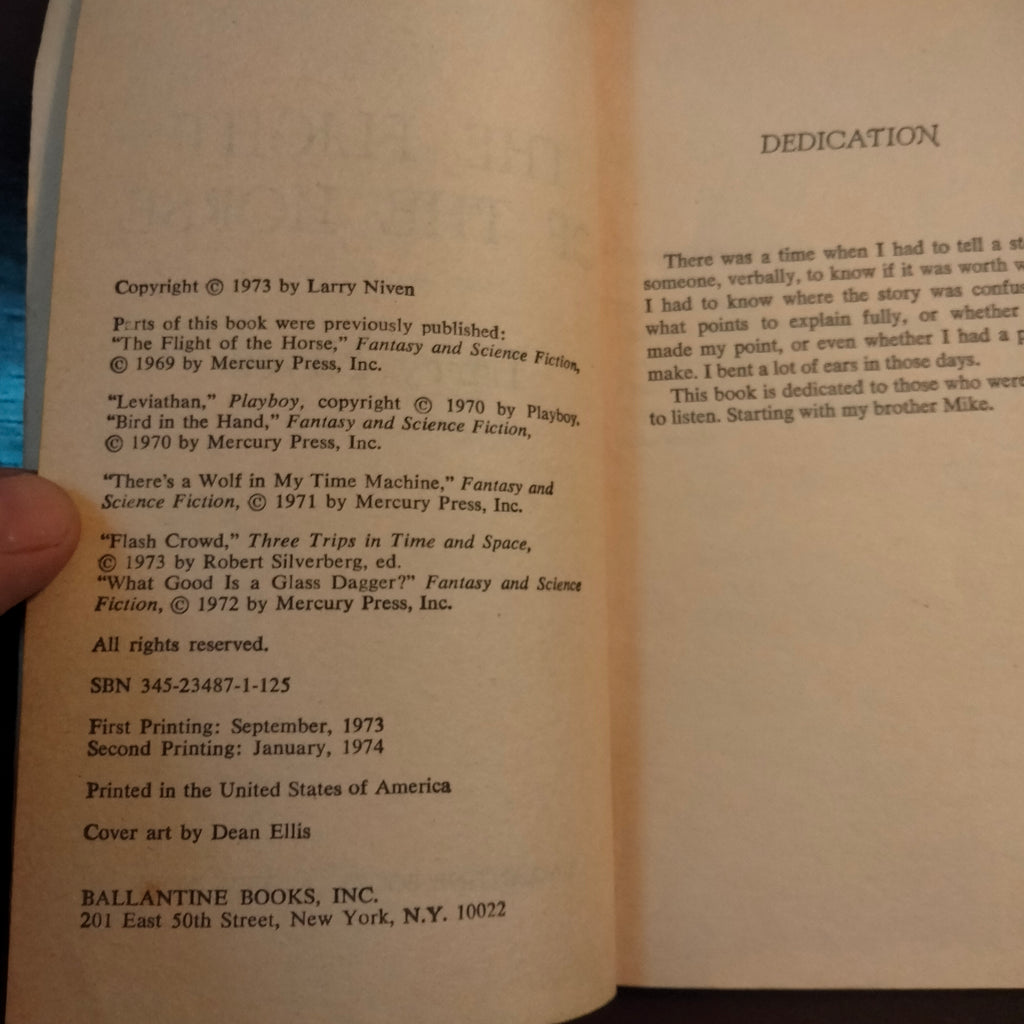 Copyright © 1973 by Larry Niven
Parts of this book were previously published:
“The Flight of the Horse,” Fantasy and Science Fiction,
© 1969 by Mercury Press, Inc.
“Leviathan,” Playboy, copyright © 1970 by Playboy.
“Bird in the Hand,” Fantasy and Science Fiction,
© 1970 by Mercury Press, Inc.
“There’s a Wolf in My Time Machine,” Fantasy and
Science Fiction, © 1971 by Mercury Press, Inc.
“Flash Crowd,” Three Trips in Time and Space,
© 1973 by Robert Silverberg, ed.
“What Good Is a Glass Dagger?” Fantasy and Science
Fiction, © 1972 by Mercury Press, Inc.
All rights reserved.
SBN 345-23487-1-125
First Printing: September, 1973
Second Printing: January, 1974
Printed in the United States of America
Cover art by Dean Ellis
BALLANTINE BOOKS, INC.
201 East 50th Street, New York, N.Y. 10022
DEDICATION
There was a time when I had to tell a
someone, verbally, to know if it was worth
I had to know where the story was
what points to explain fully, or whether
made my point, or even whether I had a
make. I bent a lot of ears in those days.
This book is dedicated to those who were
to listen. Starting with my brother Mike.